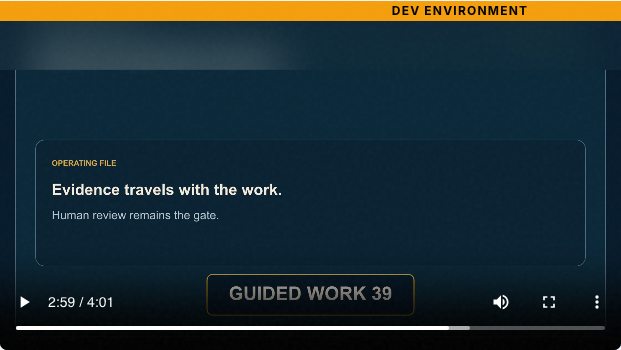 DEV ENVIRONMENT
OPERATING FILE
Evidence travels with the work.
Human review remains the gate.
GUIDED WORK 39
2:59 / 4:01